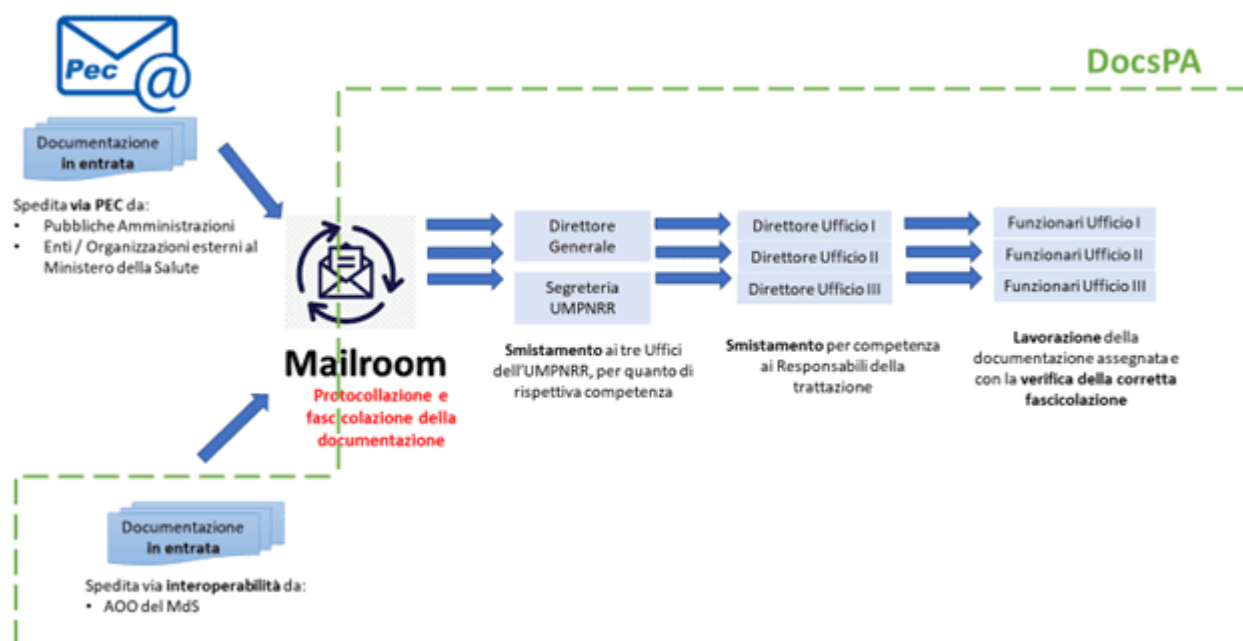 DocsPA
Pec @
Documentazione
in entrata
Spedita via PEC da:
• Pubbliche Amministrazioni
• Enti / Organizzazioni esterni al
Ministero della Salute
Mailroom
Protocollazione e
fascicolazione della
documentazione
Direttore
Generale
Segreteria
UMPNRR
Smistamento ai tre Uffici
dell'UMPNRR, per quanto di
rispettiva competenza
Direttore Ufficio I
Direttore Ufficio II
Direttore Ufficio III
Smistamento per competenza
ai Responsabili della
trattazione
Funzionari Ufficio I
Funzionari Ufficio II
Funzionari Ufficio III
Lavorazione della
documentazione assegnata e
con la verifica della corretta
fascicolazione
Documentazione
in entrata
Spedita via interoperabilità da:
• AOO del MdS